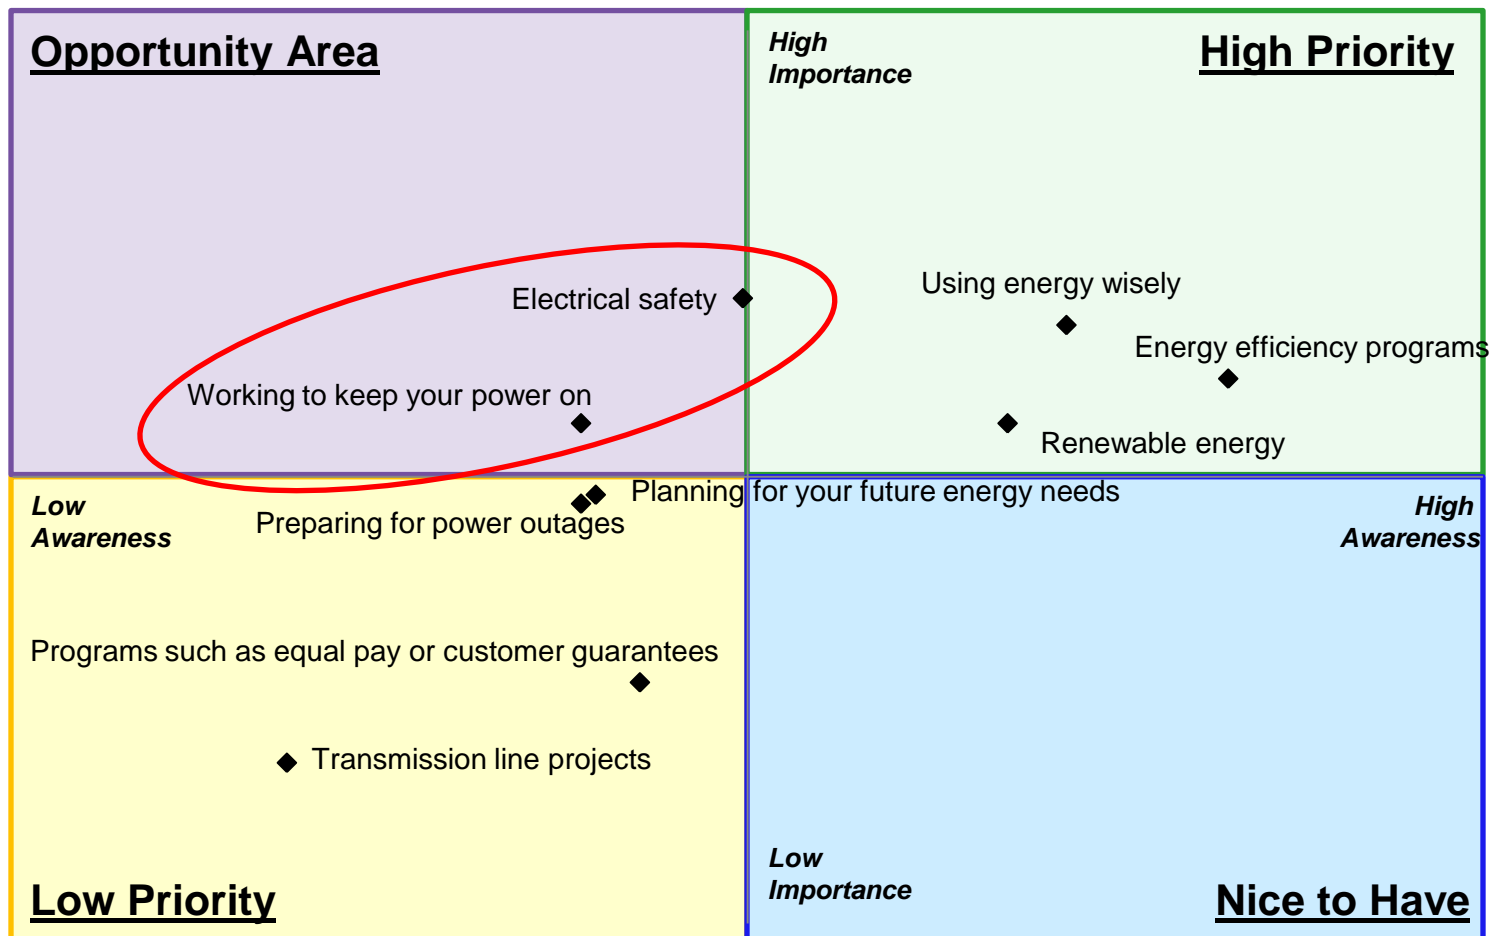 Opportunity Area
High
Importance
High Priority
Electrical safety
Using energy wisely
Energy efficiency programs
Working to keep your power on
Renewable energy
Low
Awareness
Planning for your future energy needs
Preparing for power outages
High
Awareness
Programs such as equal pay or customer guarantees
Transmission line projects
Low
Importance
Low Priority
Nice to Have